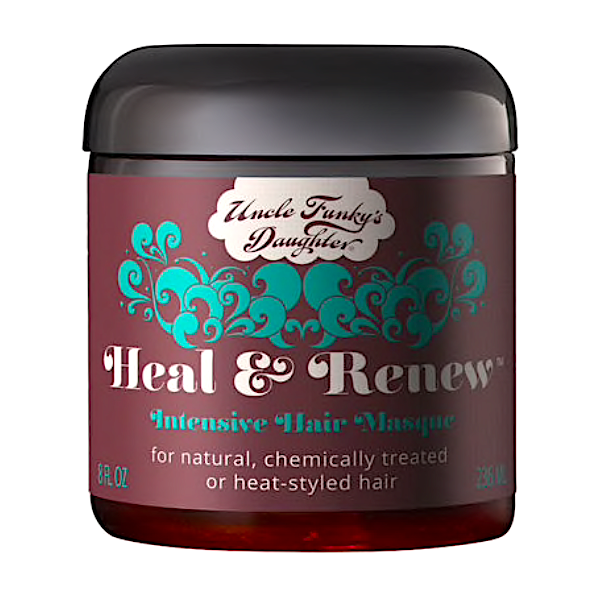 Uncle Funky's
Daughter®
Heal & Renew™
Intensive Hair Masque
for natural, chemically treated
or heat-styled hair
8 FL OZ
236 ML